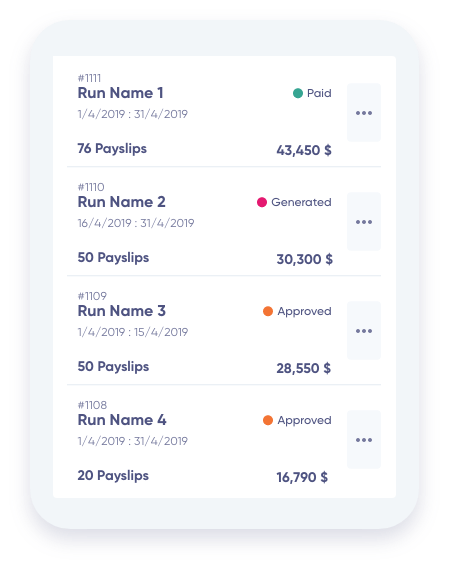 #1111
Run Name 1
Paid
1/4/2019 : 31/4/2019
76 Payslips
43,450 $
#1110
Run Name 2
Generated
16/4/2019 : 31/4/2019
50 Payslips
30,300 $
#1109
Run Name 3
Approved
1/4/2019 : 15/4/2019
50 Payslips
28,550 $
#1108
Run Name 4
Approved
1/4/2019 : 31/4/2019
20 Payslips
16,790 $